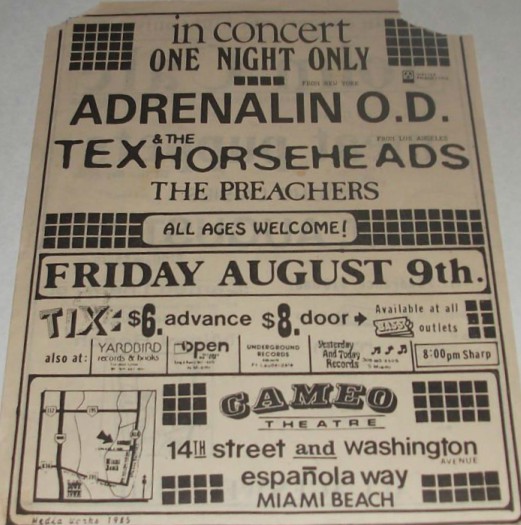 in concert
ONE NIGHT ONLY
FROM NEW YORK
ADRENALIN O.D.
FROM LOS ANGELES
TEX & THE HORSEHEADS
THE PREACHERS
ALL AGES WELCOME!
FRIDAY AUGUST 9th.
TIX: $6. advance $8. door → Available at all
BASS outlets
also at: YARDBIRD records & books
open
UNDERGROUND RECORDS
Yesterday And Today Records
8:00pm Sharp
CAMEO
THEATRE
14TH street and washington
AVENUE
española way
MIAMI BEACH
Media Works 1985